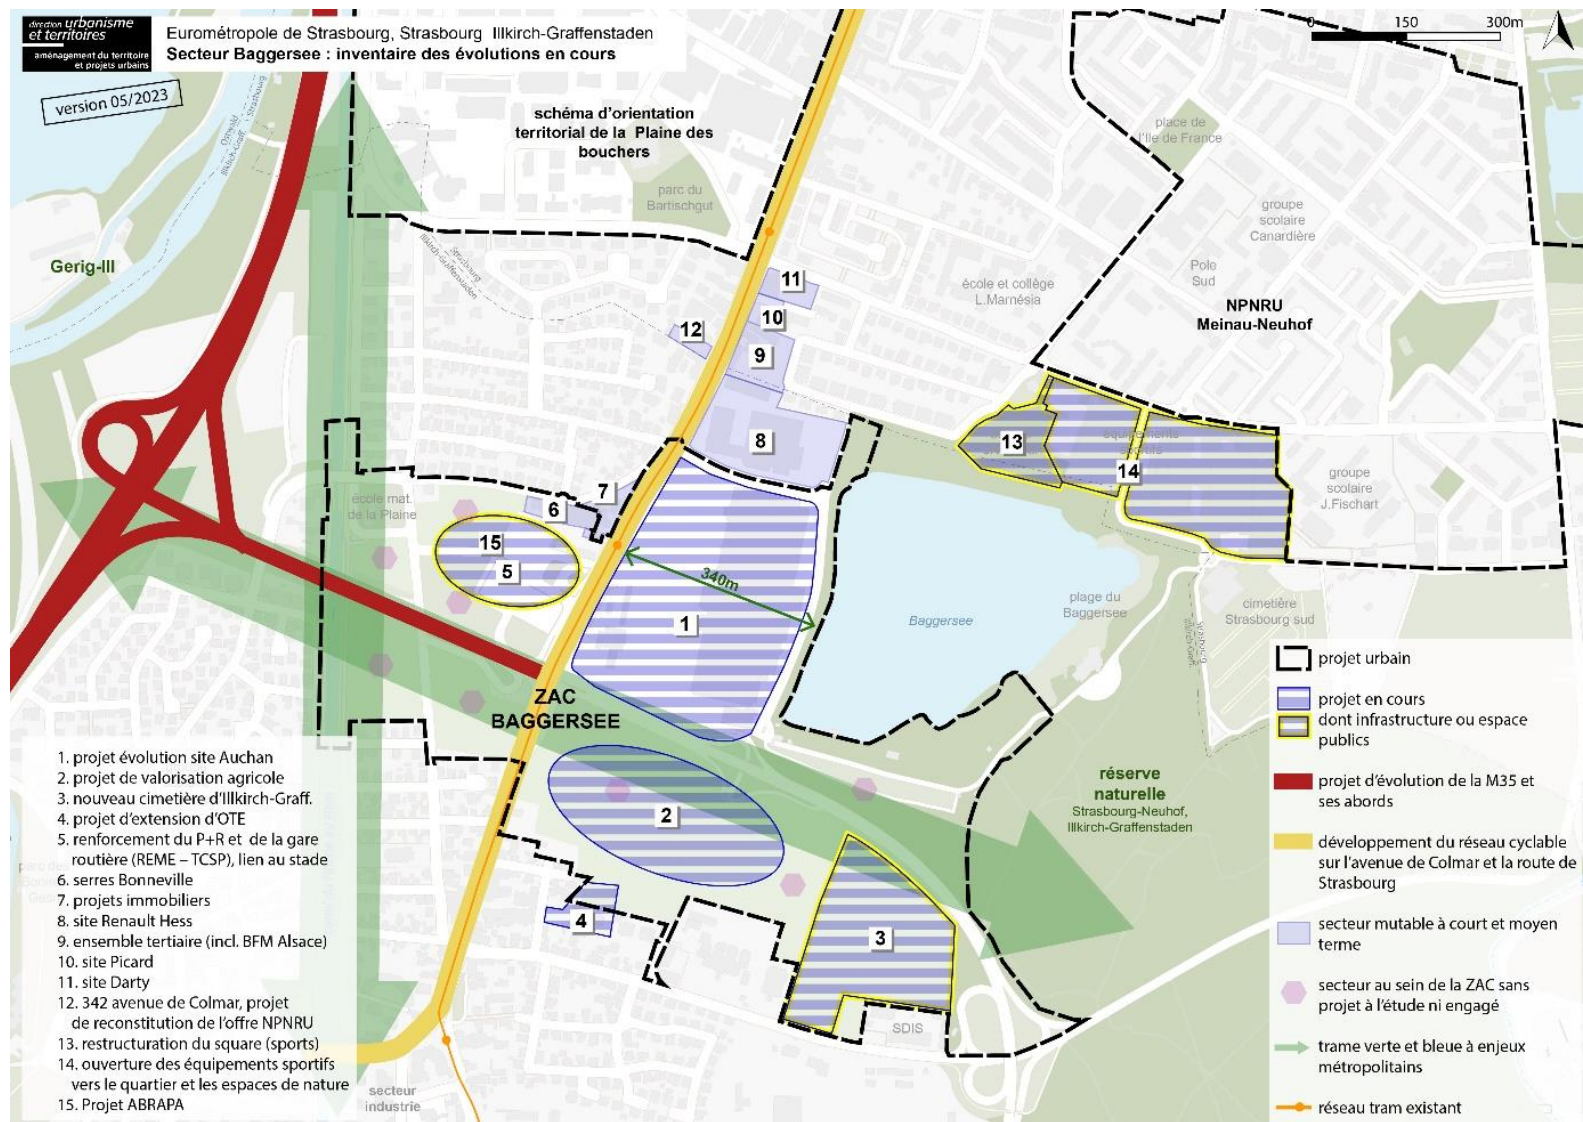 direction urbanisme
et territoires
aménagement du territoire
et projets urbains
Eurométropole de Strasbourg, Strasbourg Illkirch-Graffenstaden
Secteur Baggersee : inventaire des évolutions en cours
version 05/2023
0 150 300m
Ostwald
Strasbourg
Illkirch-Graff.
schéma d'orientation
territorial de la Plaine des
bouchers
parc du
Bartischgut
place de
l'Ile de France
groupe
scolaire
Canardière
Pole
Sud
NPNRU
Meinau-Neuhof
école et collège
L.Marnésia
Gerig-III
Strasbourg
Illkirch-Graffenstaden
11
10
12
9
8
13
14
groupe
scolaire
J.Fischart
école mat.
de la Plaine
7
6
15
5
340m
1
Baggersee
plage du
Baggersee
cimetière
Strasbourg sud
Strasbourg
Illkirch-Graff.
ZAC
BAGGERSEE
2
4
3
réserve
naturelle
Strasbourg-Neuhof,
Illkirch-Graffenstaden
SDIS
secteur
industrie
1. projet évolution site Auchan
2. projet de valorisation agricole
3. nouveau cimetière d'Illkirch-Graff.
4. projet d'extension d'OTE
5. renforcement du P+R et de la gare
routière (REME – TCSP), lien au stade
6. serres Bonneville
7. projets immobiliers
8. site Renault Hess
9. ensemble tertiaire (incl. BFM Alsace)
10. site Picard
11. site Darty
12. 342 avenue de Colmar, projet
de reconstitution de l'offre NPNRU
13. restructuration du square (sports)
14. ouverture des équipements sportifs
vers le quartier et les espaces de nature
15. Projet ABRAPA
projet urbain
projet en cours
dont infrastructure ou espace
publics
projet d'évolution de la M35 et
ses abords
développement du réseau cyclable
sur l'avenue de Colmar et la route de
Strasbourg
secteur mutable à court et moyen
terme
secteur au sein de la ZAC sans
projet à l'étude ni engagé
trame verte et bleue à enjeux
métropolitains
réseau tram existant